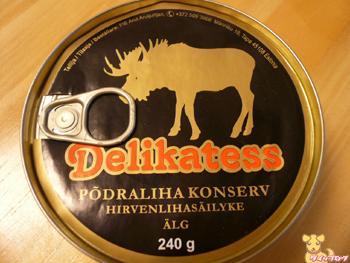 Delikatess
PÕDRALIHA KONSERV
HIRVENLIHASÄILYKE
ÄLG
240 g